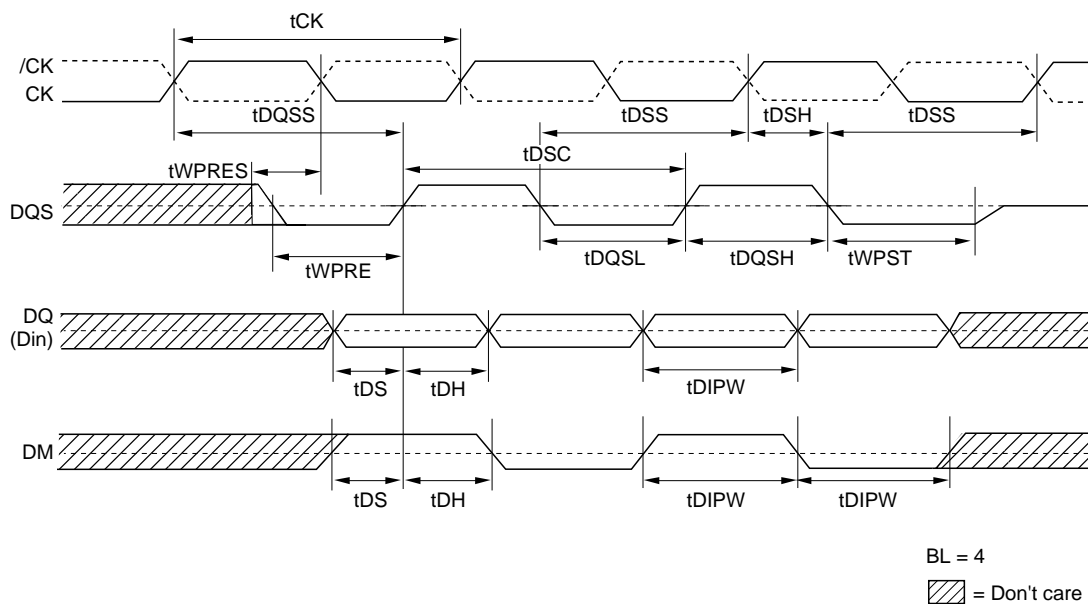 tCK
/CK
CK
tDQSS
tDSS
tDSH
tDSS
tDSC
tWPRES
DQS
tDQSL
tDQSH
tWPST
tWPRE
DQ
(Din)
tDS
tDH
tDIPW
DM
tDS
tDH
tDIPW
tDIPW
BL = 4
= Don't care